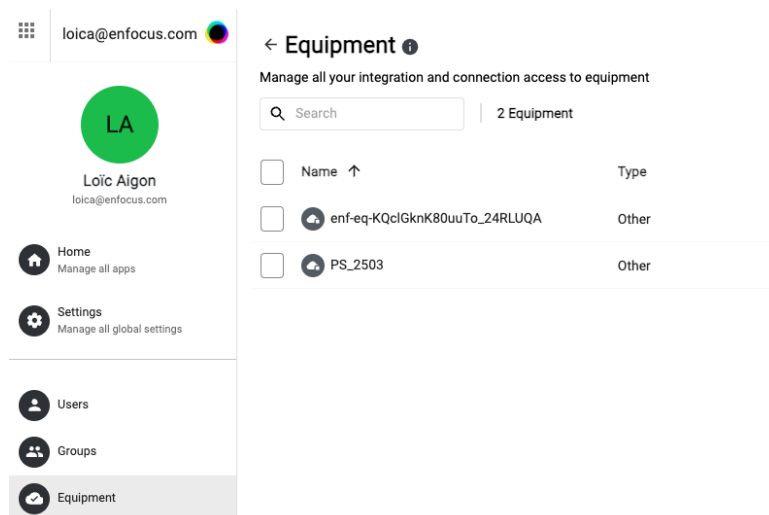 loica@enfocus.com
LA
Loïc Aigon
loica@enfocus.com
Home
Manage all apps
Settings
Manage all global settings
Users
Groups
Equipment
Equipment
Manage all your integration and connection access to equipment
Search
2 Equipment
Name
Type
enf-eq-KQclGknK80uuTo_24RLUQA
Other
PS_2503
Other